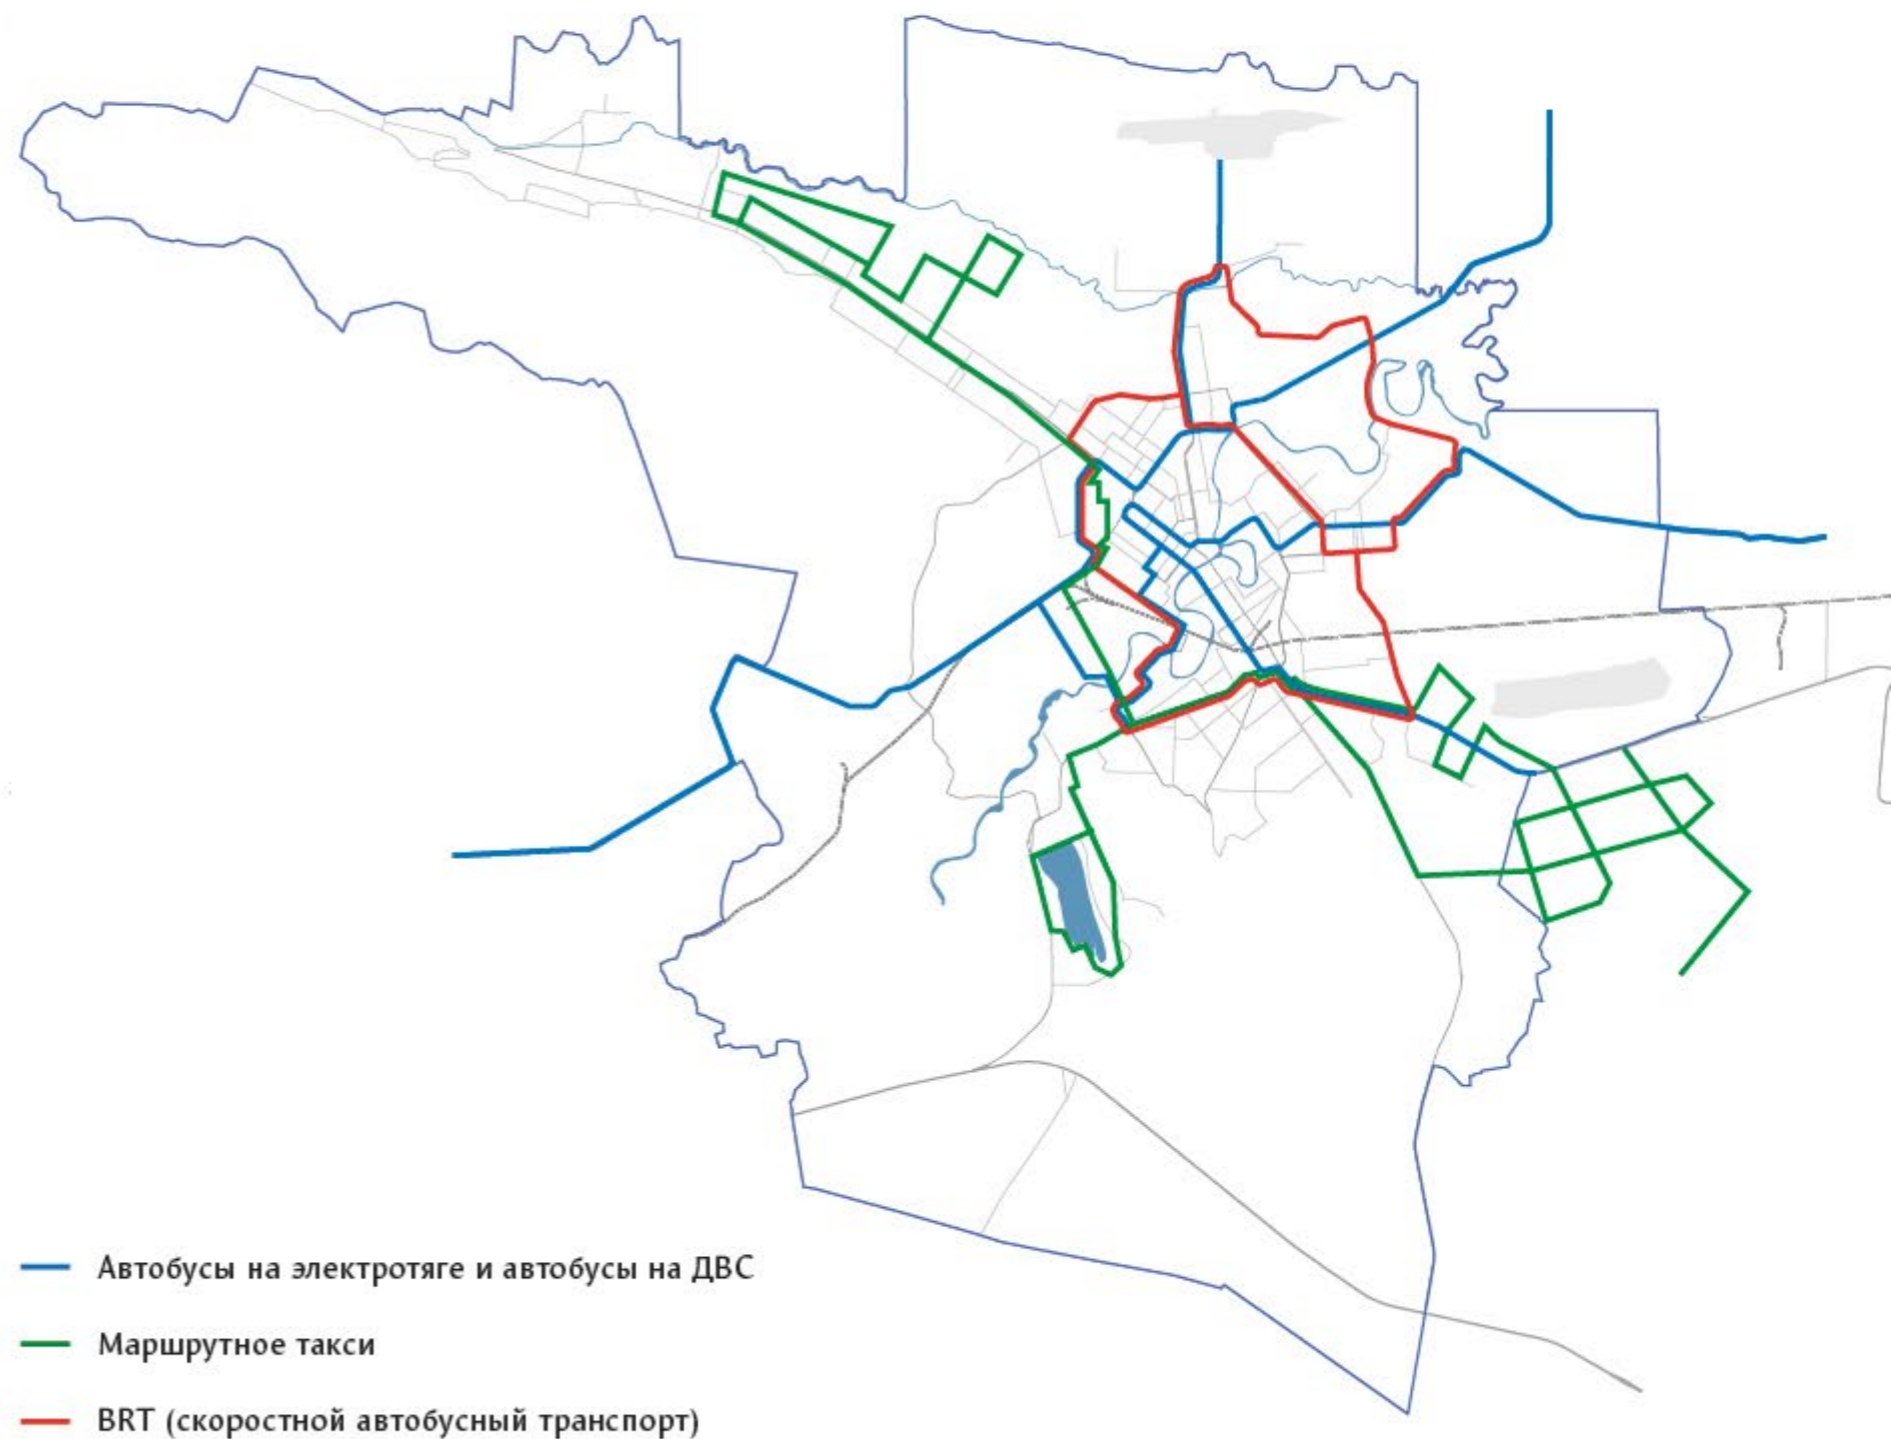 Автобусы на электротяге и автобусы на ДВС
Маршрутное такси
BRT (скоростной автобусный транспорт)